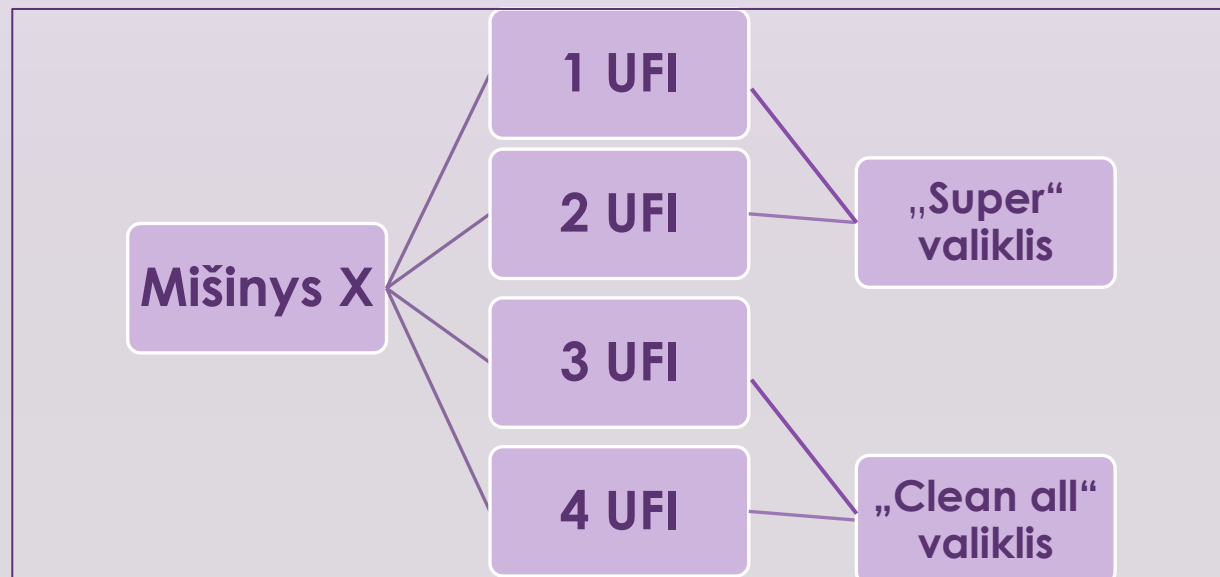 1 UFI
2 UFI
„Super“
valiklis
Mišinys X
3 UFI
4 UFI
„Clean all“
valiklis